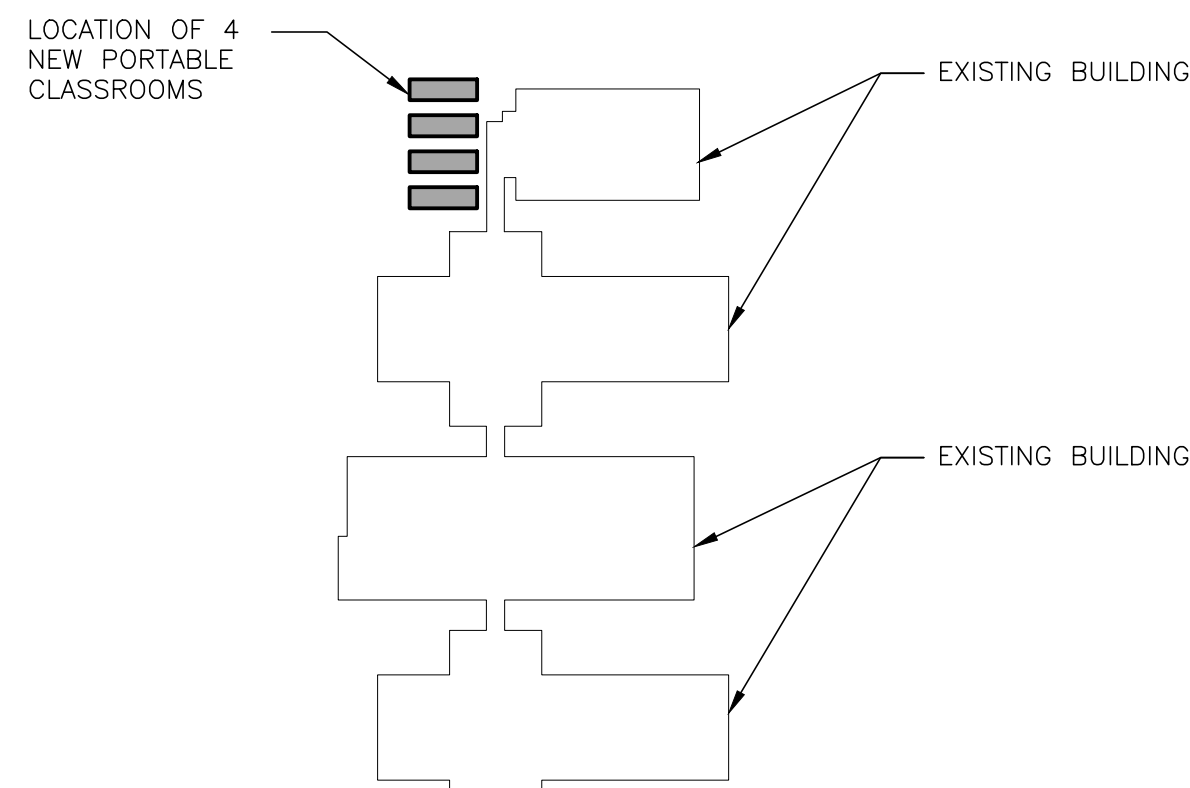 LOCATION OF 4
NEW PORTABLE
CLASSROOMS
EXISTING BUILDING
EXISTING BUILDING